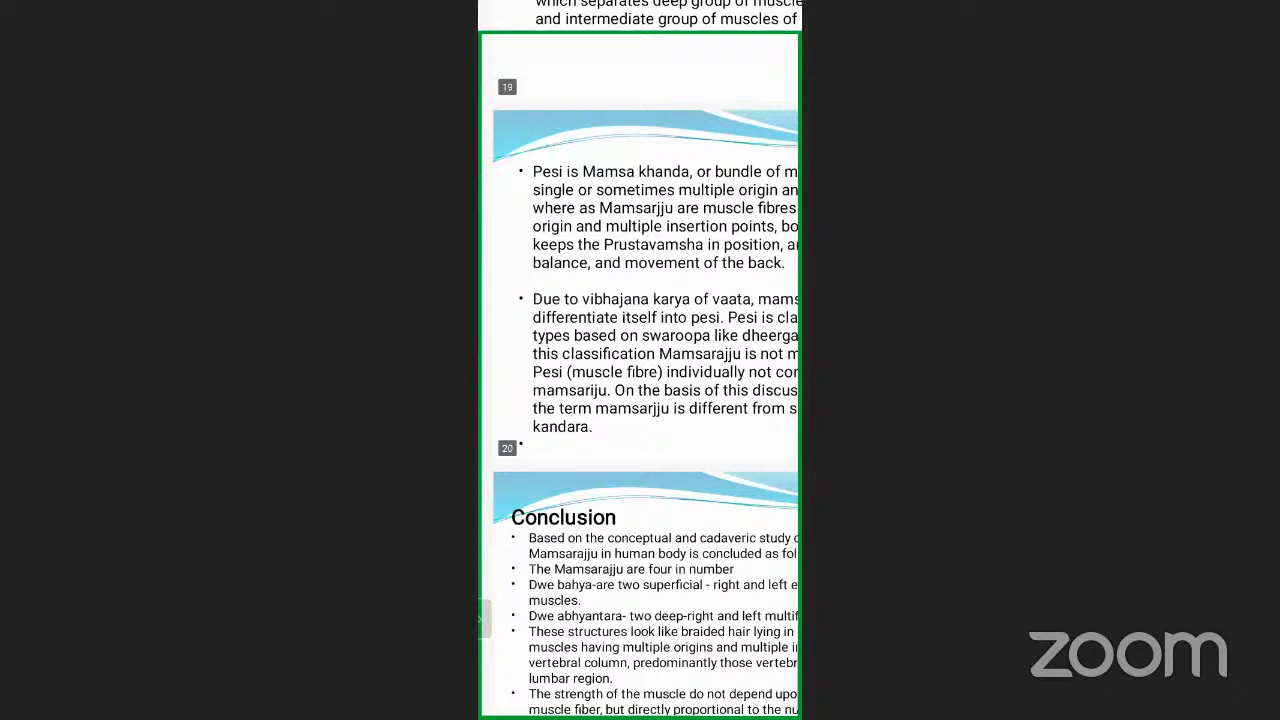 which separates deep group of muscle
and intermediate group of muscles of
19
• Pesi is Mamsa khanda, or bundle of m
single or sometimes multiple origin an
where as Mamsarjju are muscle fibres
origin and multiple insertion points, bo
keeps the Prustavamsha in position, an
balance, and movement of the back.
• Due to vibhajana karya of vaata, mams
differentiate itself into pesi. Pesi is cla
types based on swaroopa like dheerga
this classification Mamsarajju is not m
Pesi (muscle fibre) individually not con
mamsariju. On the basis of this discus
the term mamsarjju is different from s
kandara.
•
20
Conclusion
• Based on the conceptual and cadaveric study o
Mamsarajju in human body is concluded as fol
• The Mamsarajju are four in number
• Dwe bahya-are two superficial - right and left e
muscles.
• Dwe abhyantara- two deep-right and left multif
• These structures look like braided hair lying in
muscles having multiple origins and multiple in
vertebral column, predominantly those vertebr
lumbar region.
• The strength of the muscle do not depend upo
muscle fiber, but directly proportional to the nu
zoom